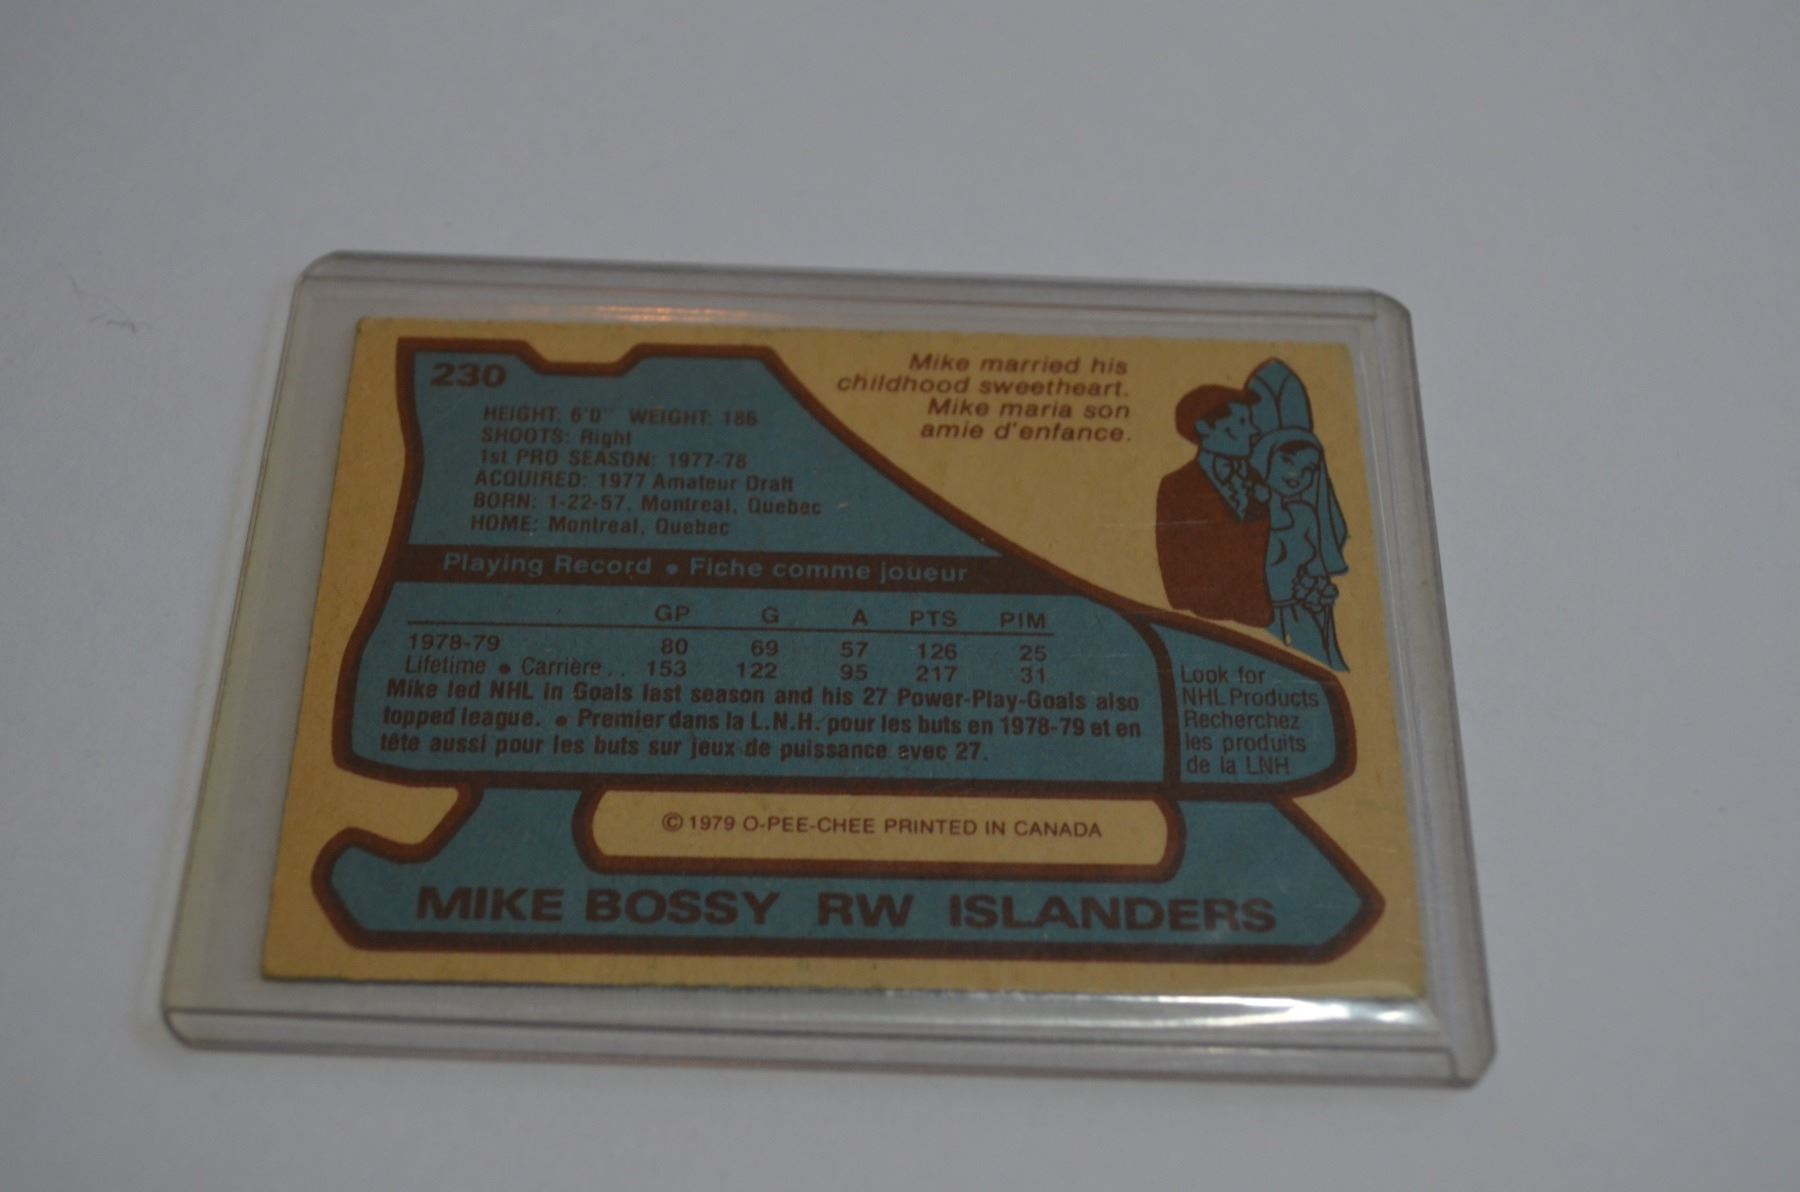 230
HEIGHT: 6'0" WEIGHT: 186
SHOOTS: Right
1st PRO SEASON: 1977-78
ACQUIRED: 1977 Amateur Draft
BORN: 1-22-57, Montreal, Quebec
HOME: Montreal, Quebec
Mike married his
childhood sweetheart.
Mike maria son
amie d'enfance.
Playing Record • Fiche comme joueur
GP G A PTS PIM
1978-79 80 69 57 126 25
Lifetime • Carrière.. 153 122 95 217 31
Mike led NHL in Goals last season and his 27 Power-Play-Goals also
topped league. • Premier dans la L.N.H. pour les buts en 1978-79 et en
tête aussi pour les buts sur jeux de puissance avec 27.
Look for
NHL Products
Recherchez
les produits
de la LNH
© 1979 O-PEE-CHEE PRINTED IN CANADA
MIKE BOSSY RW ISLANDERS